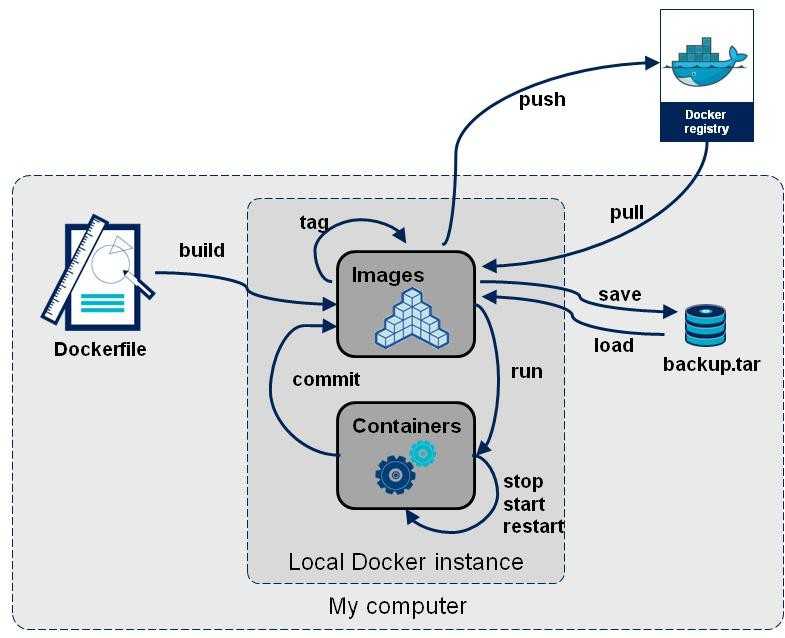 push
Docker
registry
pull
tag
build
Images
save
load
Dockerfile
backup.tar
commit
run
Containers
stop
start
restart
Local Docker instance
My computer